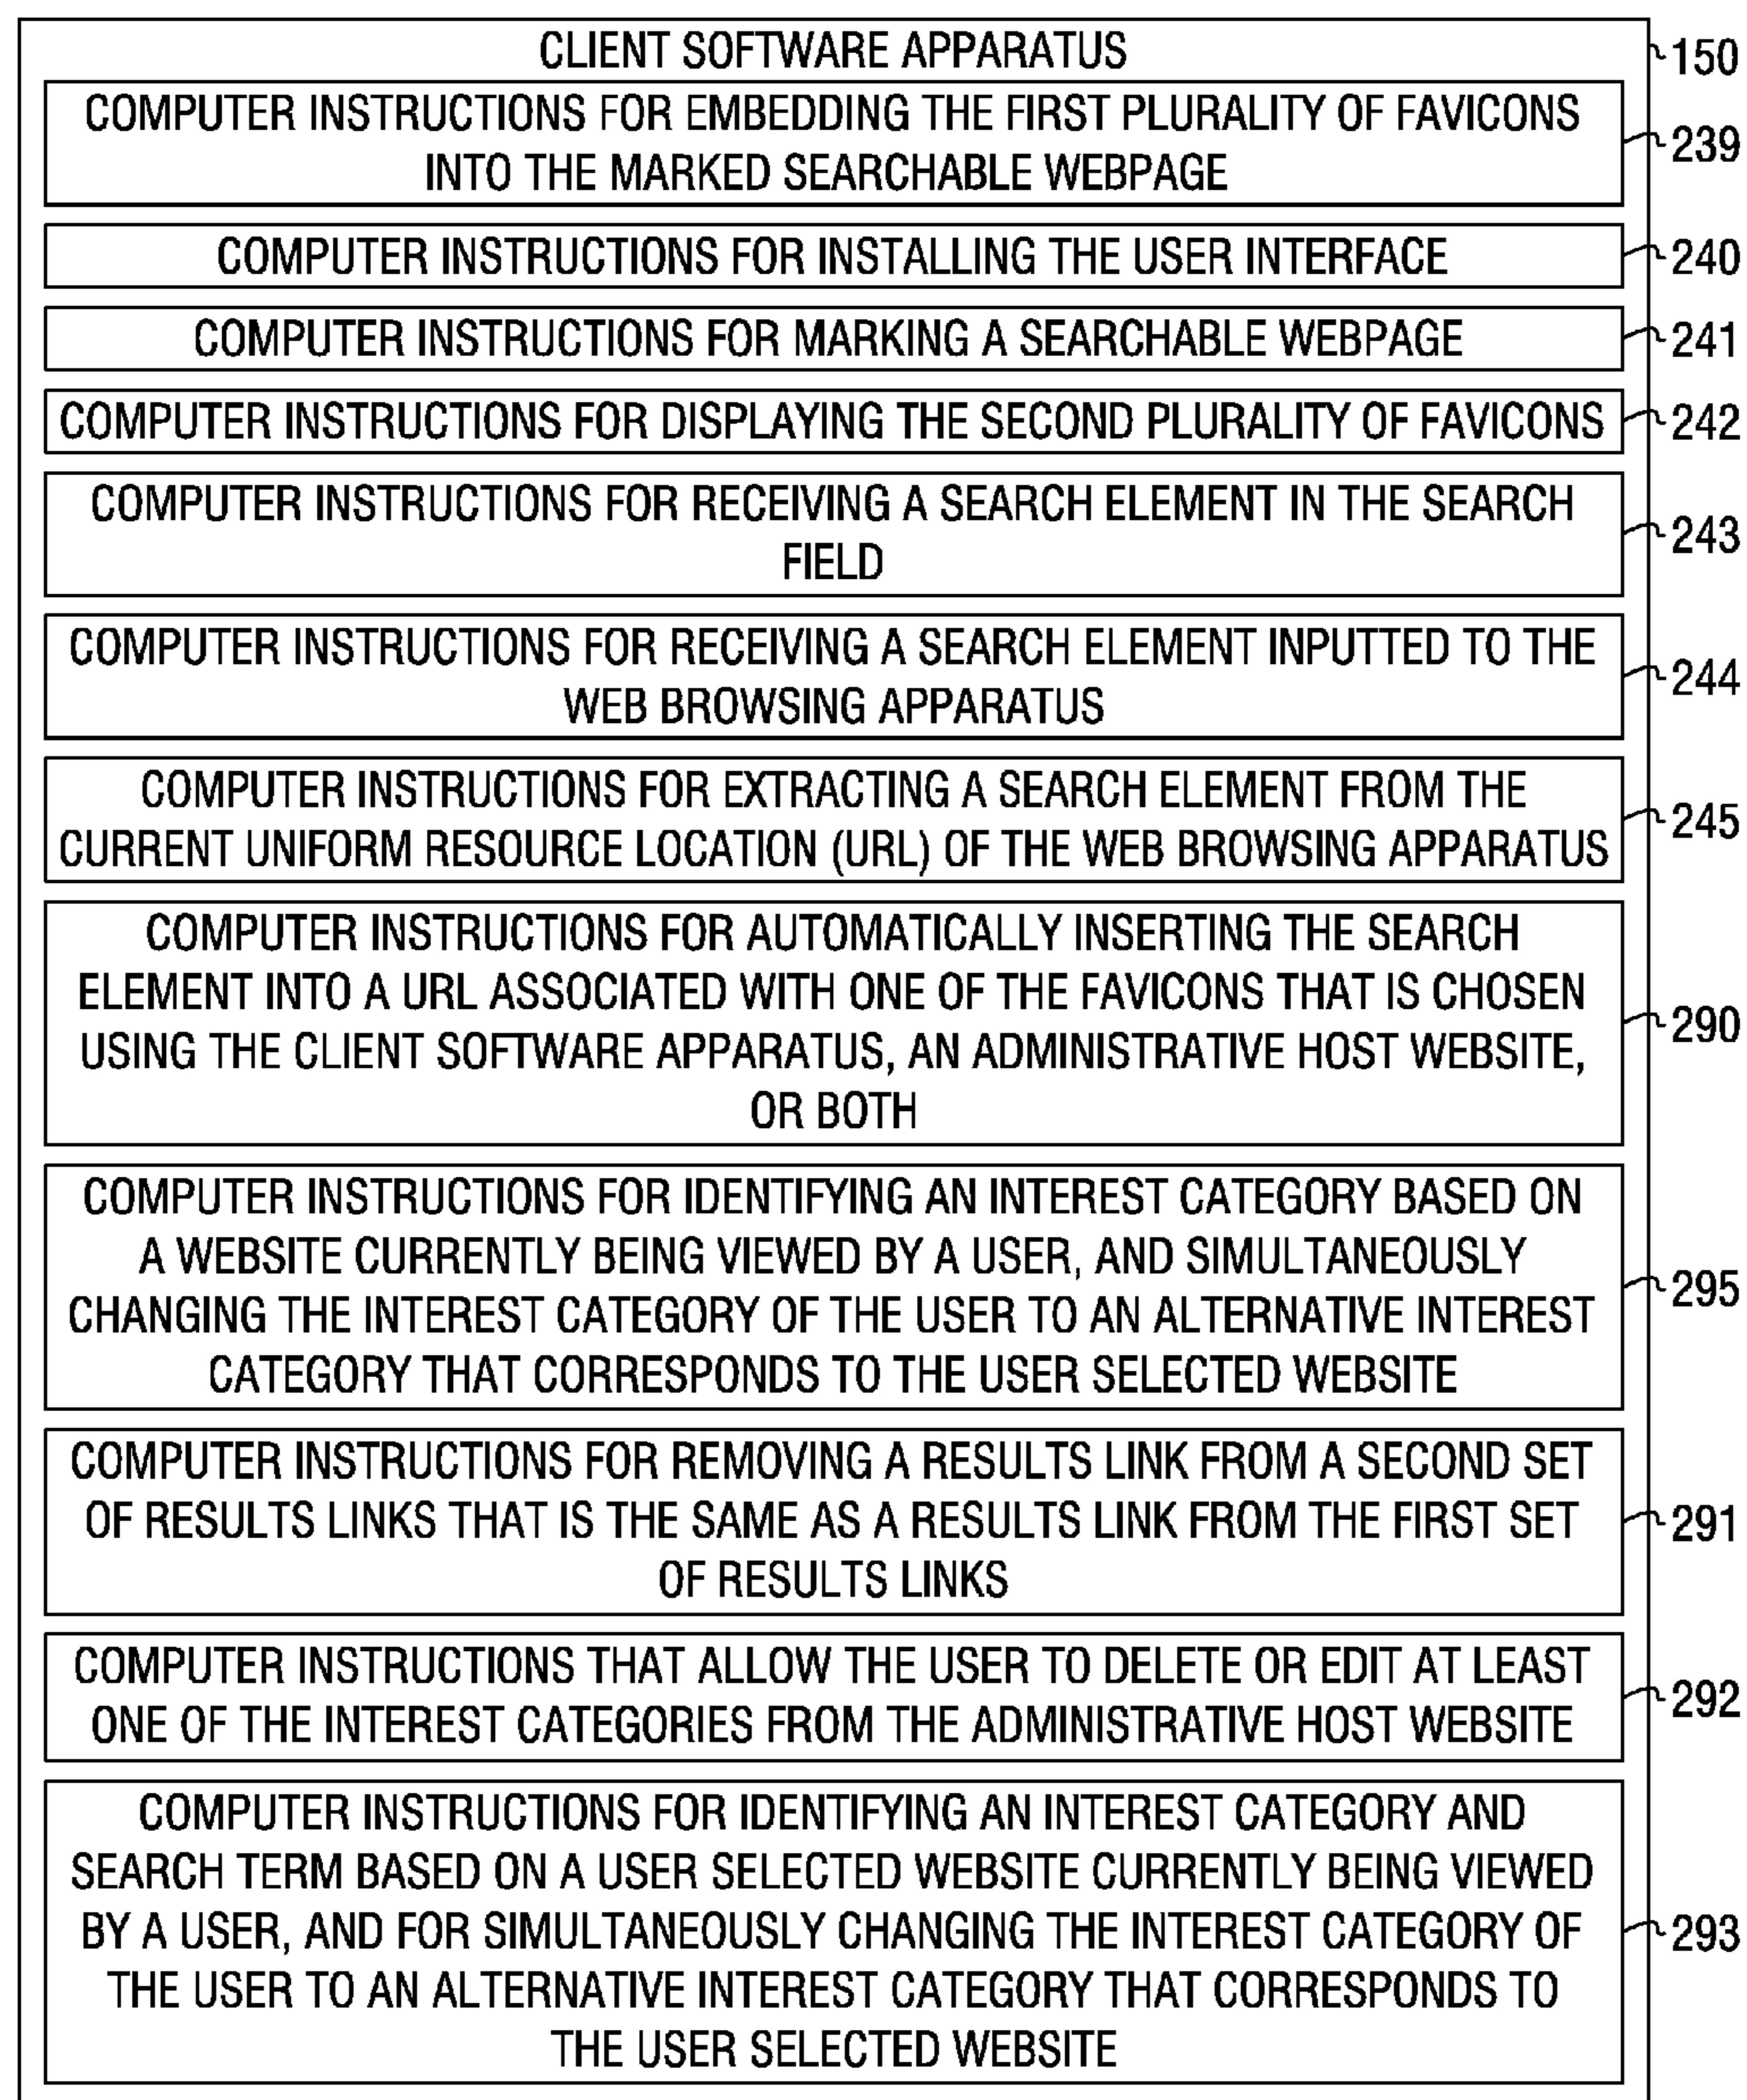 CLIENT SOFTWARE APPARATUS
150
COMPUTER INSTRUCTIONS FOR EMBEDDING THE FIRST PLURALITY OF FAVICONS
INTO THE MARKED SEARCHABLE WEBPAGE
239
COMPUTER INSTRUCTIONS FOR INSTALLING THE USER INTERFACE
240
COMPUTER INSTRUCTIONS FOR MARKING A SEARCHABLE WEBPAGE
241
COMPUTER INSTRUCTIONS FOR DISPLAYING THE SECOND PLURALITY OF FAVICONS
242
COMPUTER INSTRUCTIONS FOR RECEIVING A SEARCH ELEMENT IN THE SEARCH
FIELD
243
COMPUTER INSTRUCTIONS FOR RECEIVING A SEARCH ELEMENT INPUTTED TO THE
WEB BROWSING APPARATUS
244
COMPUTER INSTRUCTIONS FOR EXTRACTING A SEARCH ELEMENT FROM THE
CURRENT UNIFORM RESOURCE LOCATION (URL) OF THE WEB BROWSING APPARATUS
245
COMPUTER INSTRUCTIONS FOR AUTOMATICALLY INSERTING THE SEARCH
ELEMENT INTO A URL ASSOCIATED WITH ONE OF THE FAVICONS THAT IS CHOSEN
USING THE CLIENT SOFTWARE APPARATUS, AN ADMINISTRATIVE HOST WEBSITE,
OR BOTH
290
COMPUTER INSTRUCTIONS FOR IDENTIFYING AN INTEREST CATEGORY BASED ON
A WEBSITE CURRENTLY BEING VIEWED BY A USER, AND SIMULTANEOUSLY
CHANGING THE INTEREST CATEGORY OF THE USER TO AN ALTERNATIVE INTEREST
CATEGORY THAT CORRESPONDS TO THE USER SELECTED WEBSITE
295
COMPUTER INSTRUCTIONS FOR REMOVING A RESULTS LINK FROM A SECOND SET
OF RESULTS LINKS THAT IS THE SAME AS A RESULTS LINK FROM THE FIRST SET
OF RESULTS LINKS
291
COMPUTER INSTRUCTIONS THAT ALLOW THE USER TO DELETE OR EDIT AT LEAST
ONE OF THE INTEREST CATEGORIES FROM THE ADMINISTRATIVE HOST WEBSITE
292
COMPUTER INSTRUCTIONS FOR IDENTIFYING AN INTEREST CATEGORY AND
SEARCH TERM BASED ON A USER SELECTED WEBSITE CURRENTLY BEING VIEWED
BY A USER, AND FOR SIMULTANEOUSLY CHANGING THE INTEREST CATEGORY OF
THE USER TO AN ALTERNATIVE INTEREST CATEGORY THAT CORRESPONDS TO
THE USER SELECTED WEBSITE
293